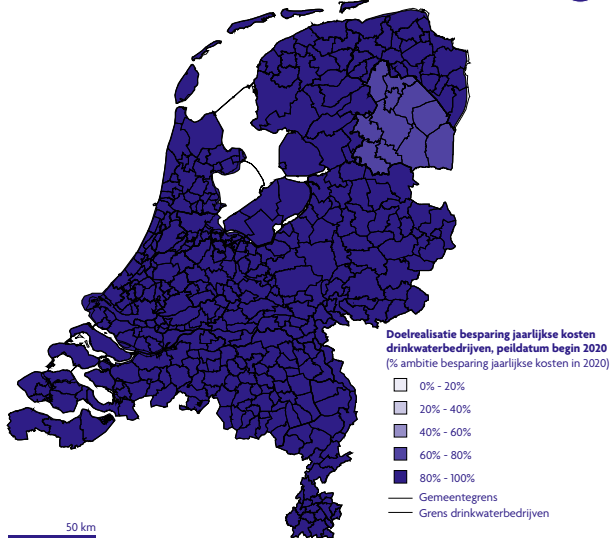 Doelrealisatie besparing jaarlijkse kosten
drinkwaterbedrijven, peildatum begin 2020
(% ambitie besparing jaarlijkse kosten in 2020)
0% - 20%
20% - 40%
40% - 60%
60% - 80%
80% - 100%
Gemeentegrens
Grens drinkwaterbedrijven
50 km